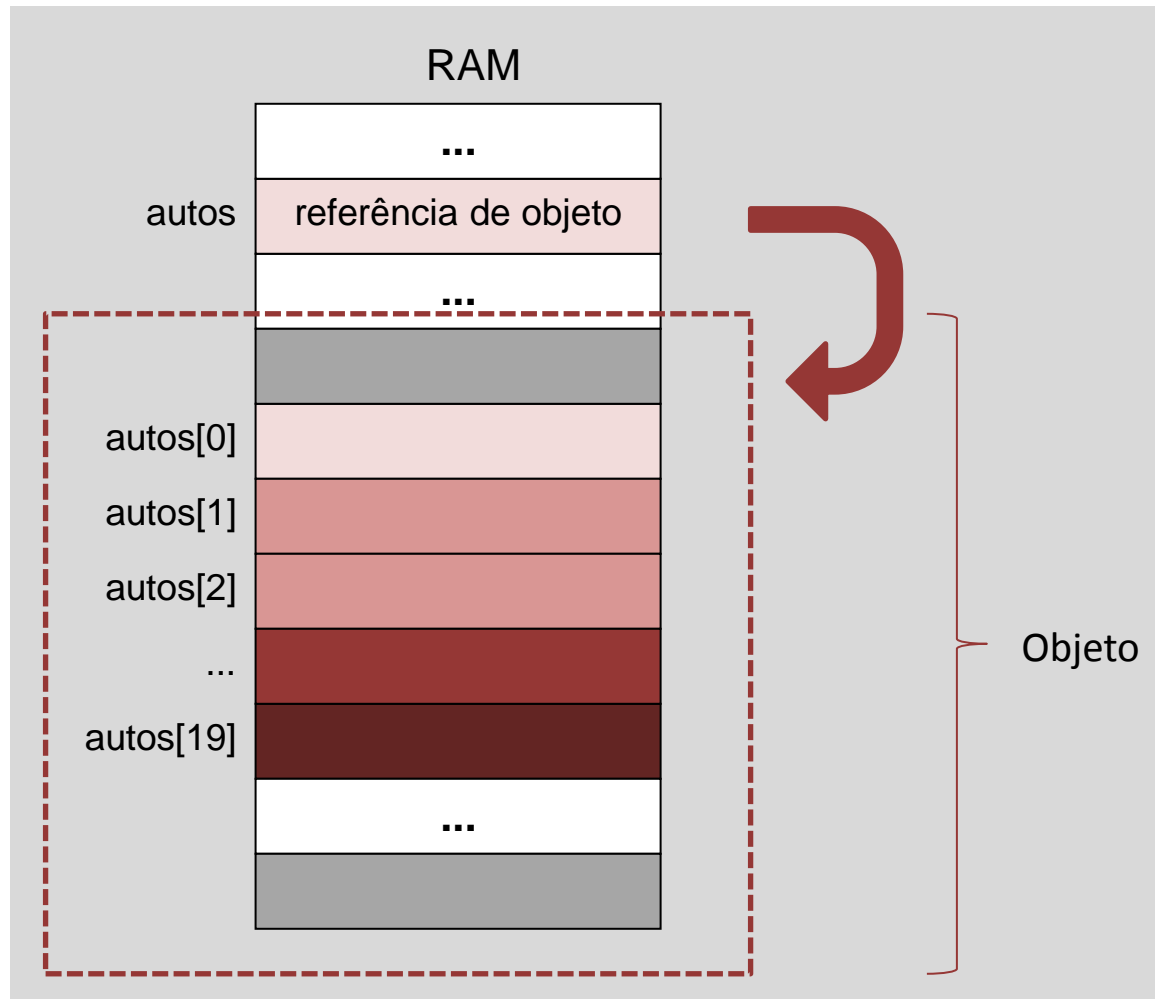 RAM
...
autos
referência de objeto
...
autos[0]
autos[1]
autos[2]
...
autos[19]
...
Objeto